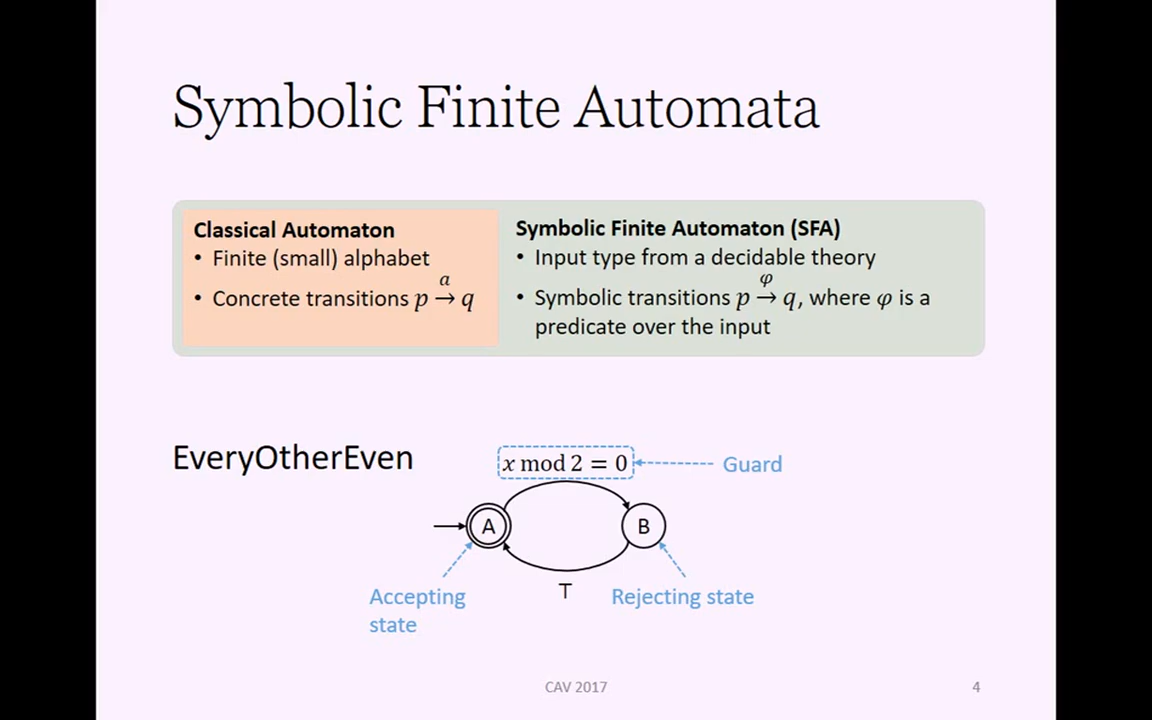 Symbolic Finite Automata
Classical Automaton
• Finite (small) alphabet
a
• Concrete transitions p → q
Symbolic Finite Automaton (SFA)
• Input type from a decidable theory
φ
• Symbolic transitions p → q, where φ is a
predicate over the input
EveryOtherEven
x mod 2 = 0
Guard
A
B
Accepting
state
⊤
Rejecting state
CAV 2017
4